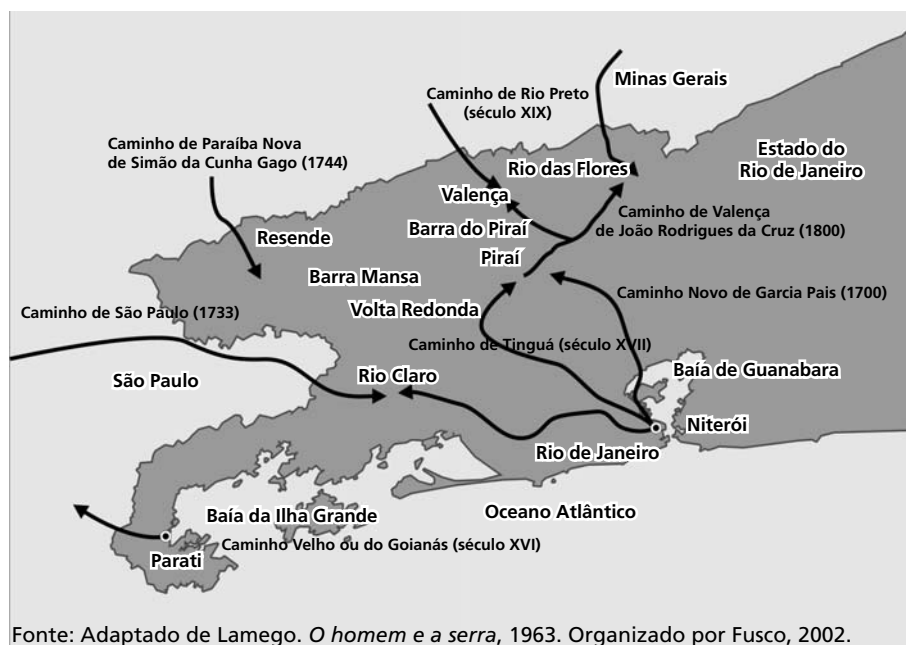 Minas Gerais
Caminho de Rio Preto
(século XIX)
Caminho de Paraíba Nova
de Simão da Cunha Gago (1744)
Estado do
Rio de Janeiro
Rio das Flores
Valença
Caminho de Valença
de João Rodrigues da Cruz (1800)
Barra do Piraí
Resende
Piraí
Barra Mansa
Caminho Novo de Garcia Pais (1700)
Caminho de São Paulo (1733)
Volta Redonda
Caminho de Tinguá (século XVII)
Baía de Guanabara
São Paulo
Rio Claro
Niterói
Rio de Janeiro
Baía da Ilha Grande
Oceano Atlântico
Caminho Velho ou do Goianás (século XVI)
Parati
Fonte: Adaptado de Lamego. O homem e a serra, 1963. Organizado por Fusco, 2002.